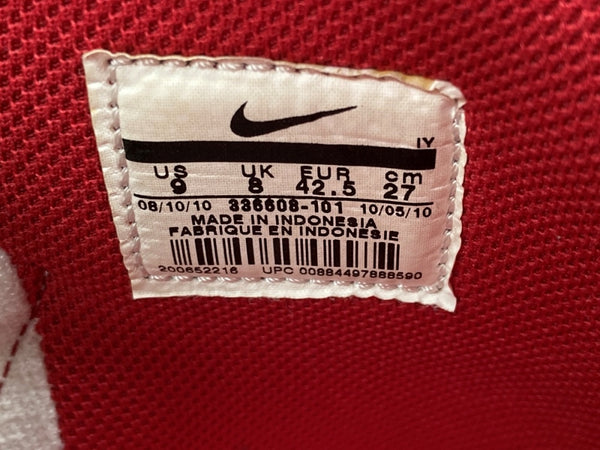 IY
US UK EUR cm
9 8 42.5 27
08/10/10 336608-101 10/05/10
MADE IN INDONESIA
FABRIQUE EN INDONESIE
200652216 UPC 00884497888590